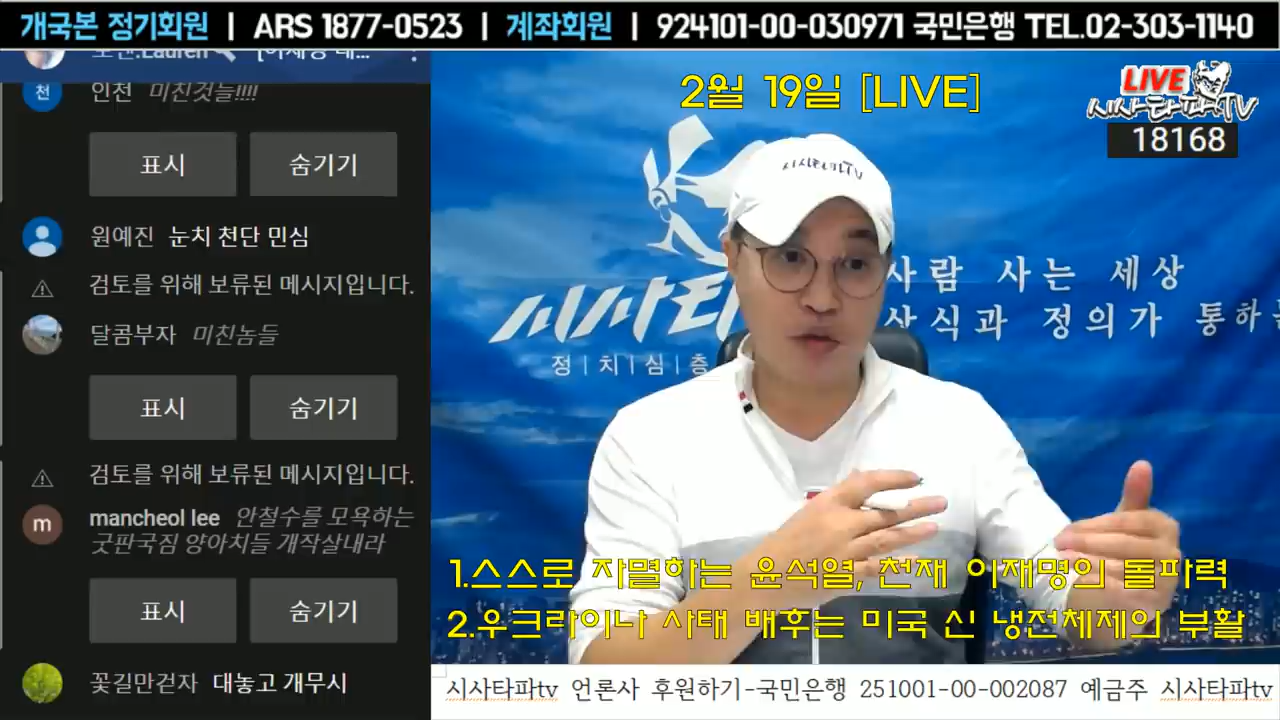 개국본 정기회원 | ARS 1877-0523 | 계좌회원 | 924101-00-030971 국민은행 TEL.02-303-1140
천 인천 미친것들!!!!
표시 숨기기
원예진 눈치 천단 민심
검토를 위해 보류된 메시지입니다.
달콤부자 미친놈들
표시 숨기기
검토를 위해 보류된 메시지입니다.
m mancheol lee 안철수를 모욕하는
굿판국짐 양아치들 개작살내라
표시 숨기기
꽃길만걷자 대놓고 개무시
2월 19일 [LIVE]
LIVE
시사타파TV
18168
시사타파TV
시사타
정|치|심|층
사람 사는 세상
상식과 정의가 통하는
1.스스로 자멸하는 윤석열, 천재 이재명의 돌파력
2.우크라이나 사태 배후는 미국 신 냉전체제의 부활
시사타파tv 언론사 후원하기-국민은행 251001-00-002087 예금주 시사타파tv